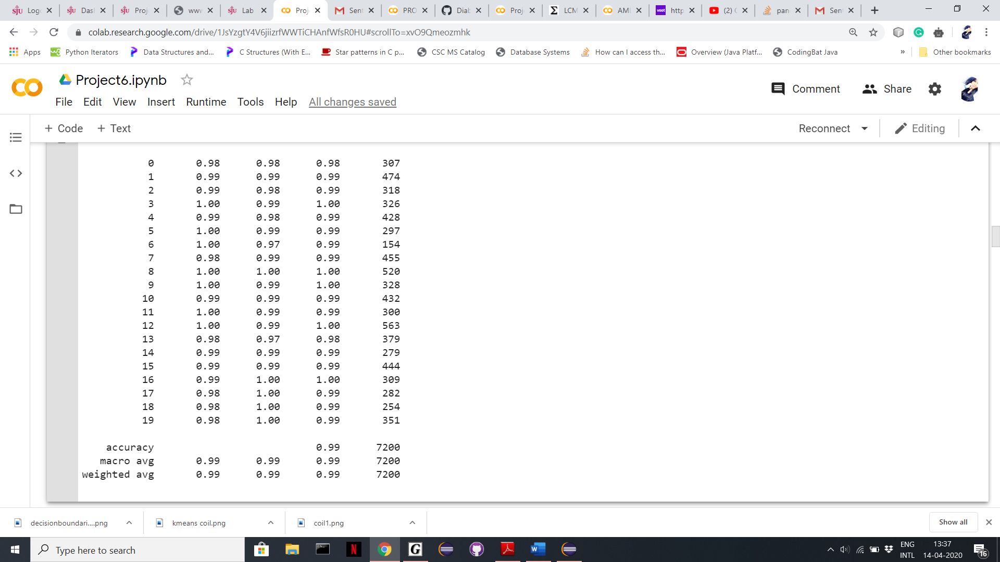 Log
Dasl
Proj
www
Lab
Proj
Sent
PRO
Diab
Proj
LCM
AMI
http
(2)
pan
Sent
colab.research.google.com/drive/1JsYzgtY4V6jiizrfWWTiCHAnfWfsR0HU#scrollTo=xvO9Qmeozmhk
Apps Python Iterators Data Structures and... C Structures (With E... Star patterns in C p... CSC MS Catalog Database Systems How can I access th... Overview (Java Platf... CodingBat Java » Other bookmarks
Project6.ipynb
Comment Share
File Edit View Insert Runtime Tools Help All changes saved
+ Code + Text Reconnect Editing
0 0.98 0.98 0.98 307
1 0.99 0.99 0.99 474
2 0.99 0.98 0.99 318
3 1.00 0.99 1.00 326
4 0.99 0.98 0.99 428
5 1.00 0.99 0.99 297
6 1.00 0.97 0.99 154
7 0.98 0.99 0.99 455
8 1.00 1.00 1.00 520
9 1.00 0.99 1.00 328
10 0.99 0.99 0.99 432
11 1.00 0.99 0.99 300
12 1.00 0.99 1.00 563
13 0.98 0.97 0.98 379
14 0.99 0.99 0.99 279
15 0.99 0.99 0.99 444
16 0.99 1.00 1.00 309
17 0.98 1.00 0.99 282
18 0.98 1.00 0.99 254
19 0.98 1.00 0.99 351
accuracy 0.99 7200
macro avg 0.99 0.99 0.99 7200
weighted avg 0.99 0.99 0.99 7200
decisionboundari....png kmeans coil.png coil1.png Show all
Type here to search
ENG 13:37
INTL 14-04-2020
16